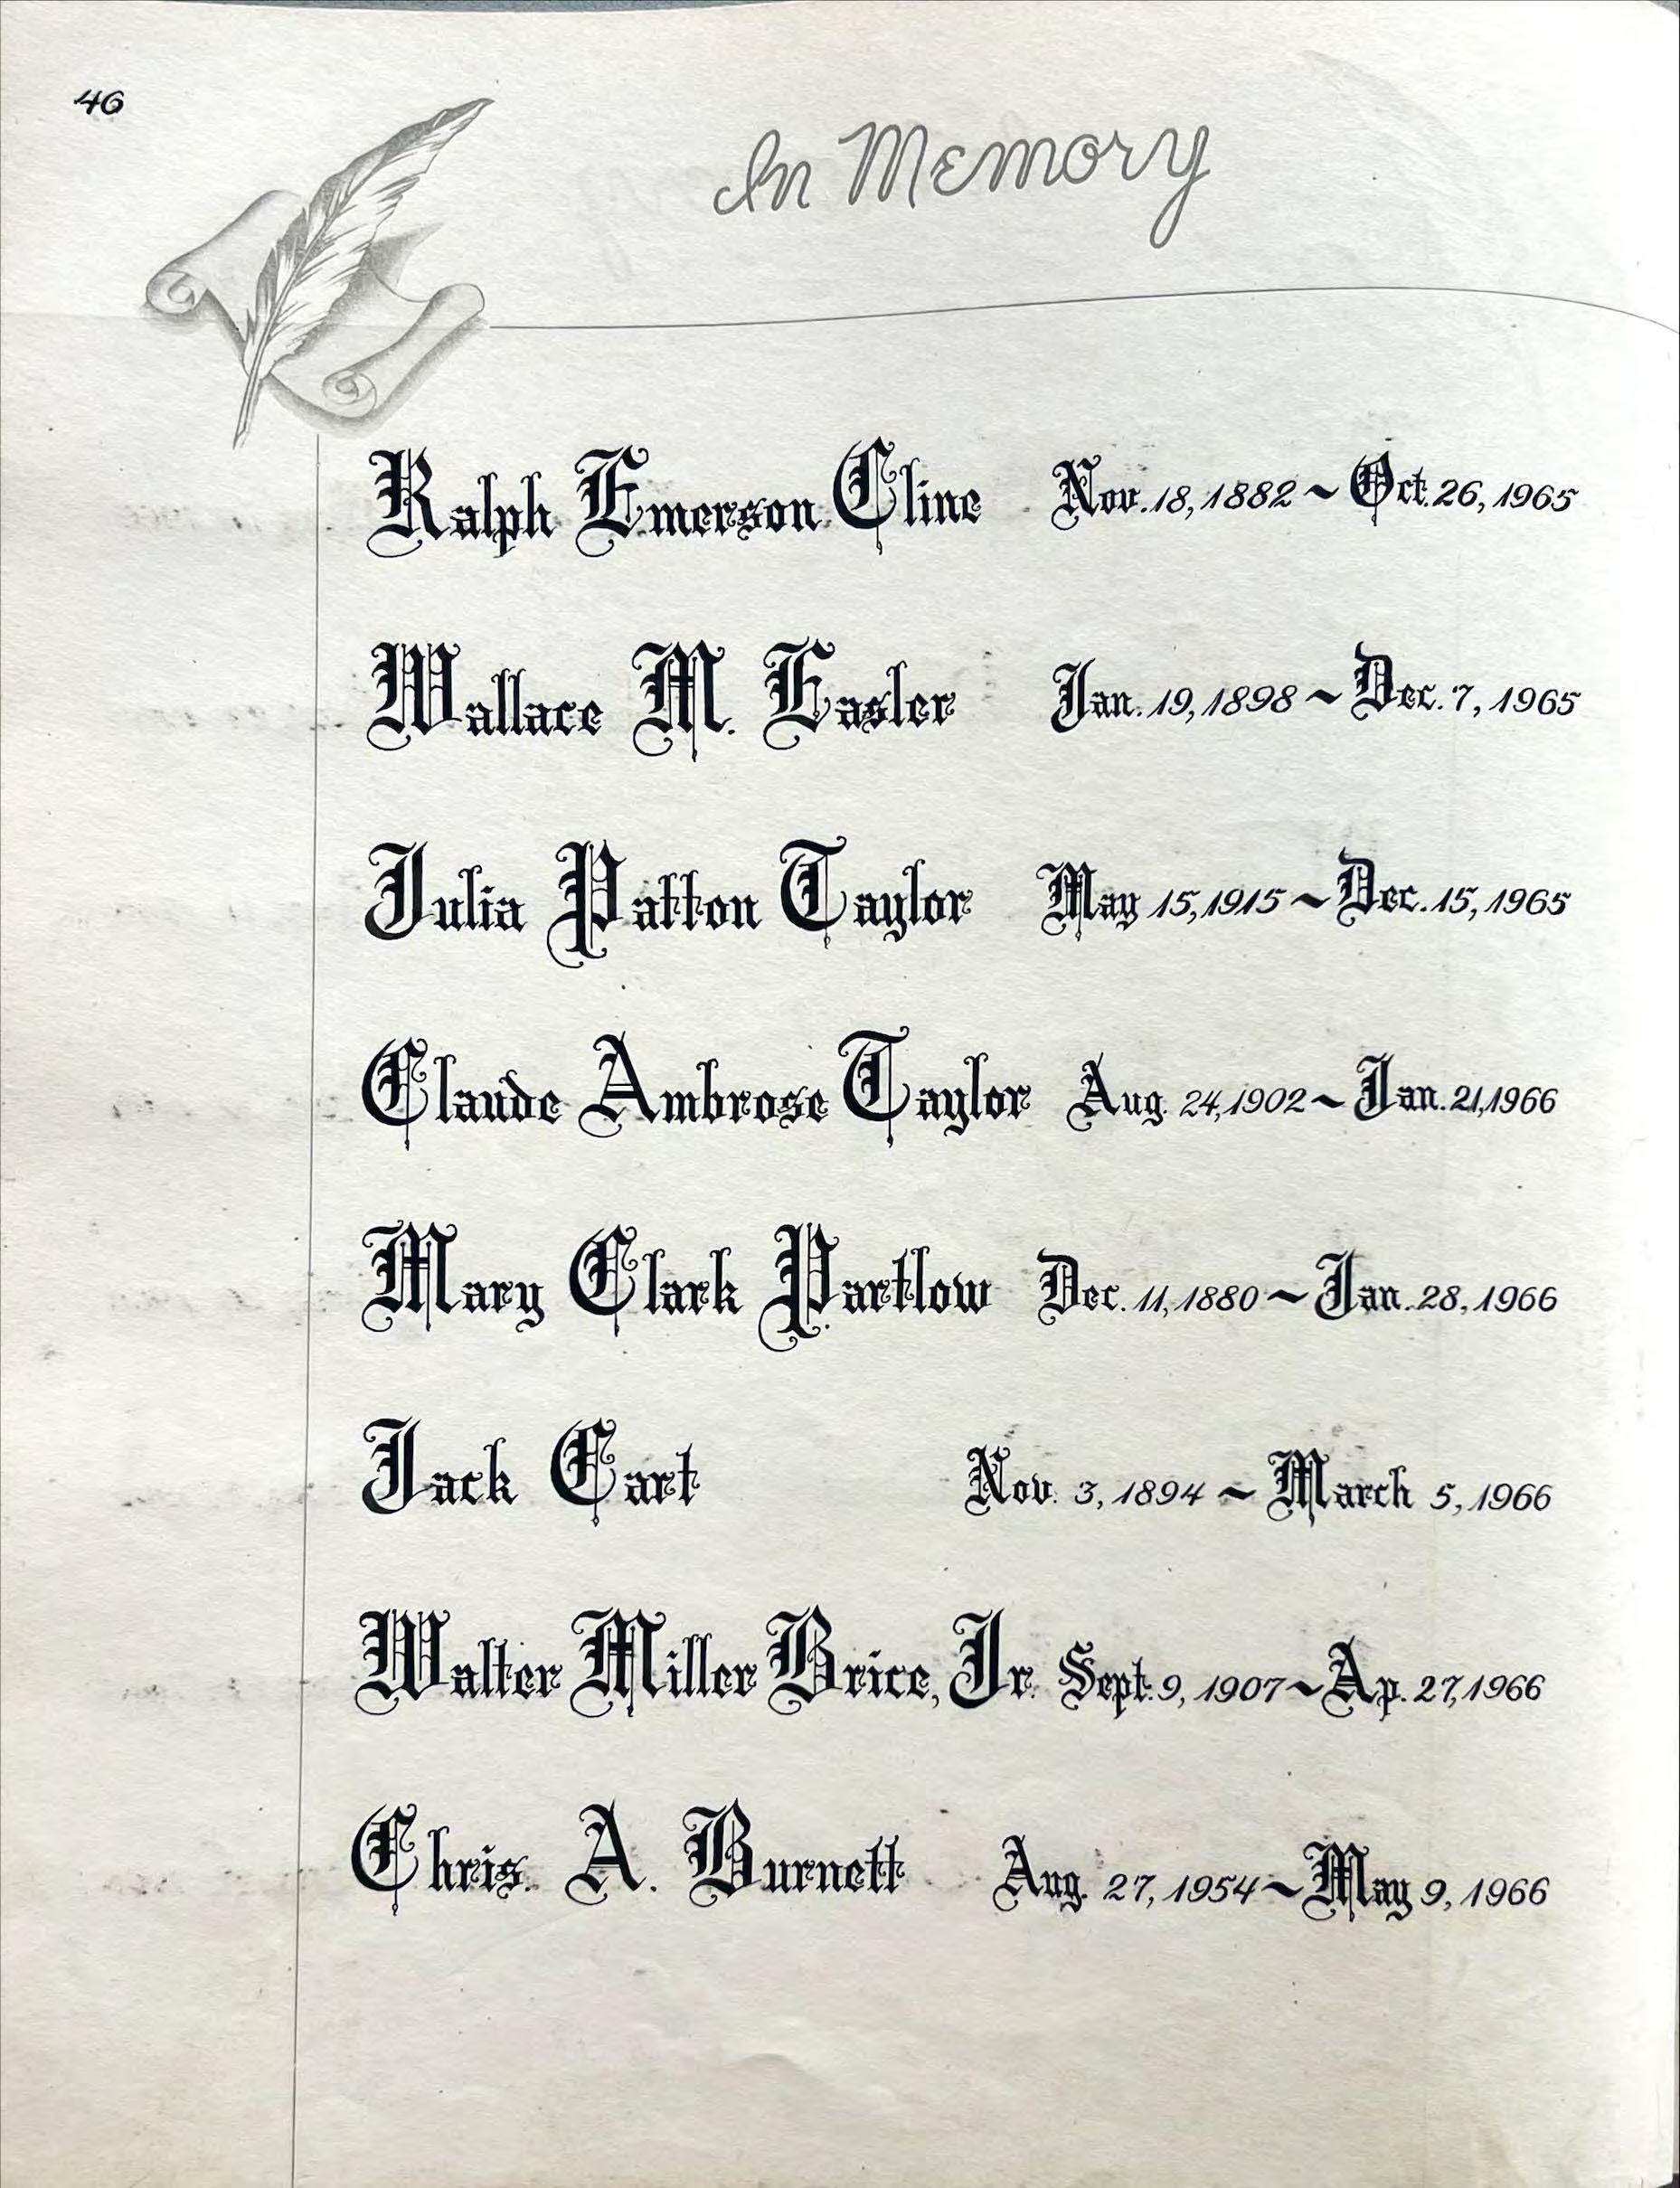 46
In Memory
Ralph Emerson Cline Nov. 18, 1882 ~ Oct. 26, 1965
Wallace M. Easler Jan. 19, 1898 ~ Dec. 7, 1965
Julia Patton Taylor May 15, 1915 ~ Dec. 15, 1965
Claude Ambrose Taylor Aug. 24, 1902 ~ Jan. 21, 1966
Mary Clark Partlow Dec. 11, 1880 ~ Jan. 28, 1966
Jack Cart Nov. 3, 1894 ~ March 5, 1966
Walter Miller Brice, Jr. Sept. 9, 1907 ~ Ap. 27, 1966
Chris. A. Burnett Aug. 27, 1954 ~ May 9, 1966